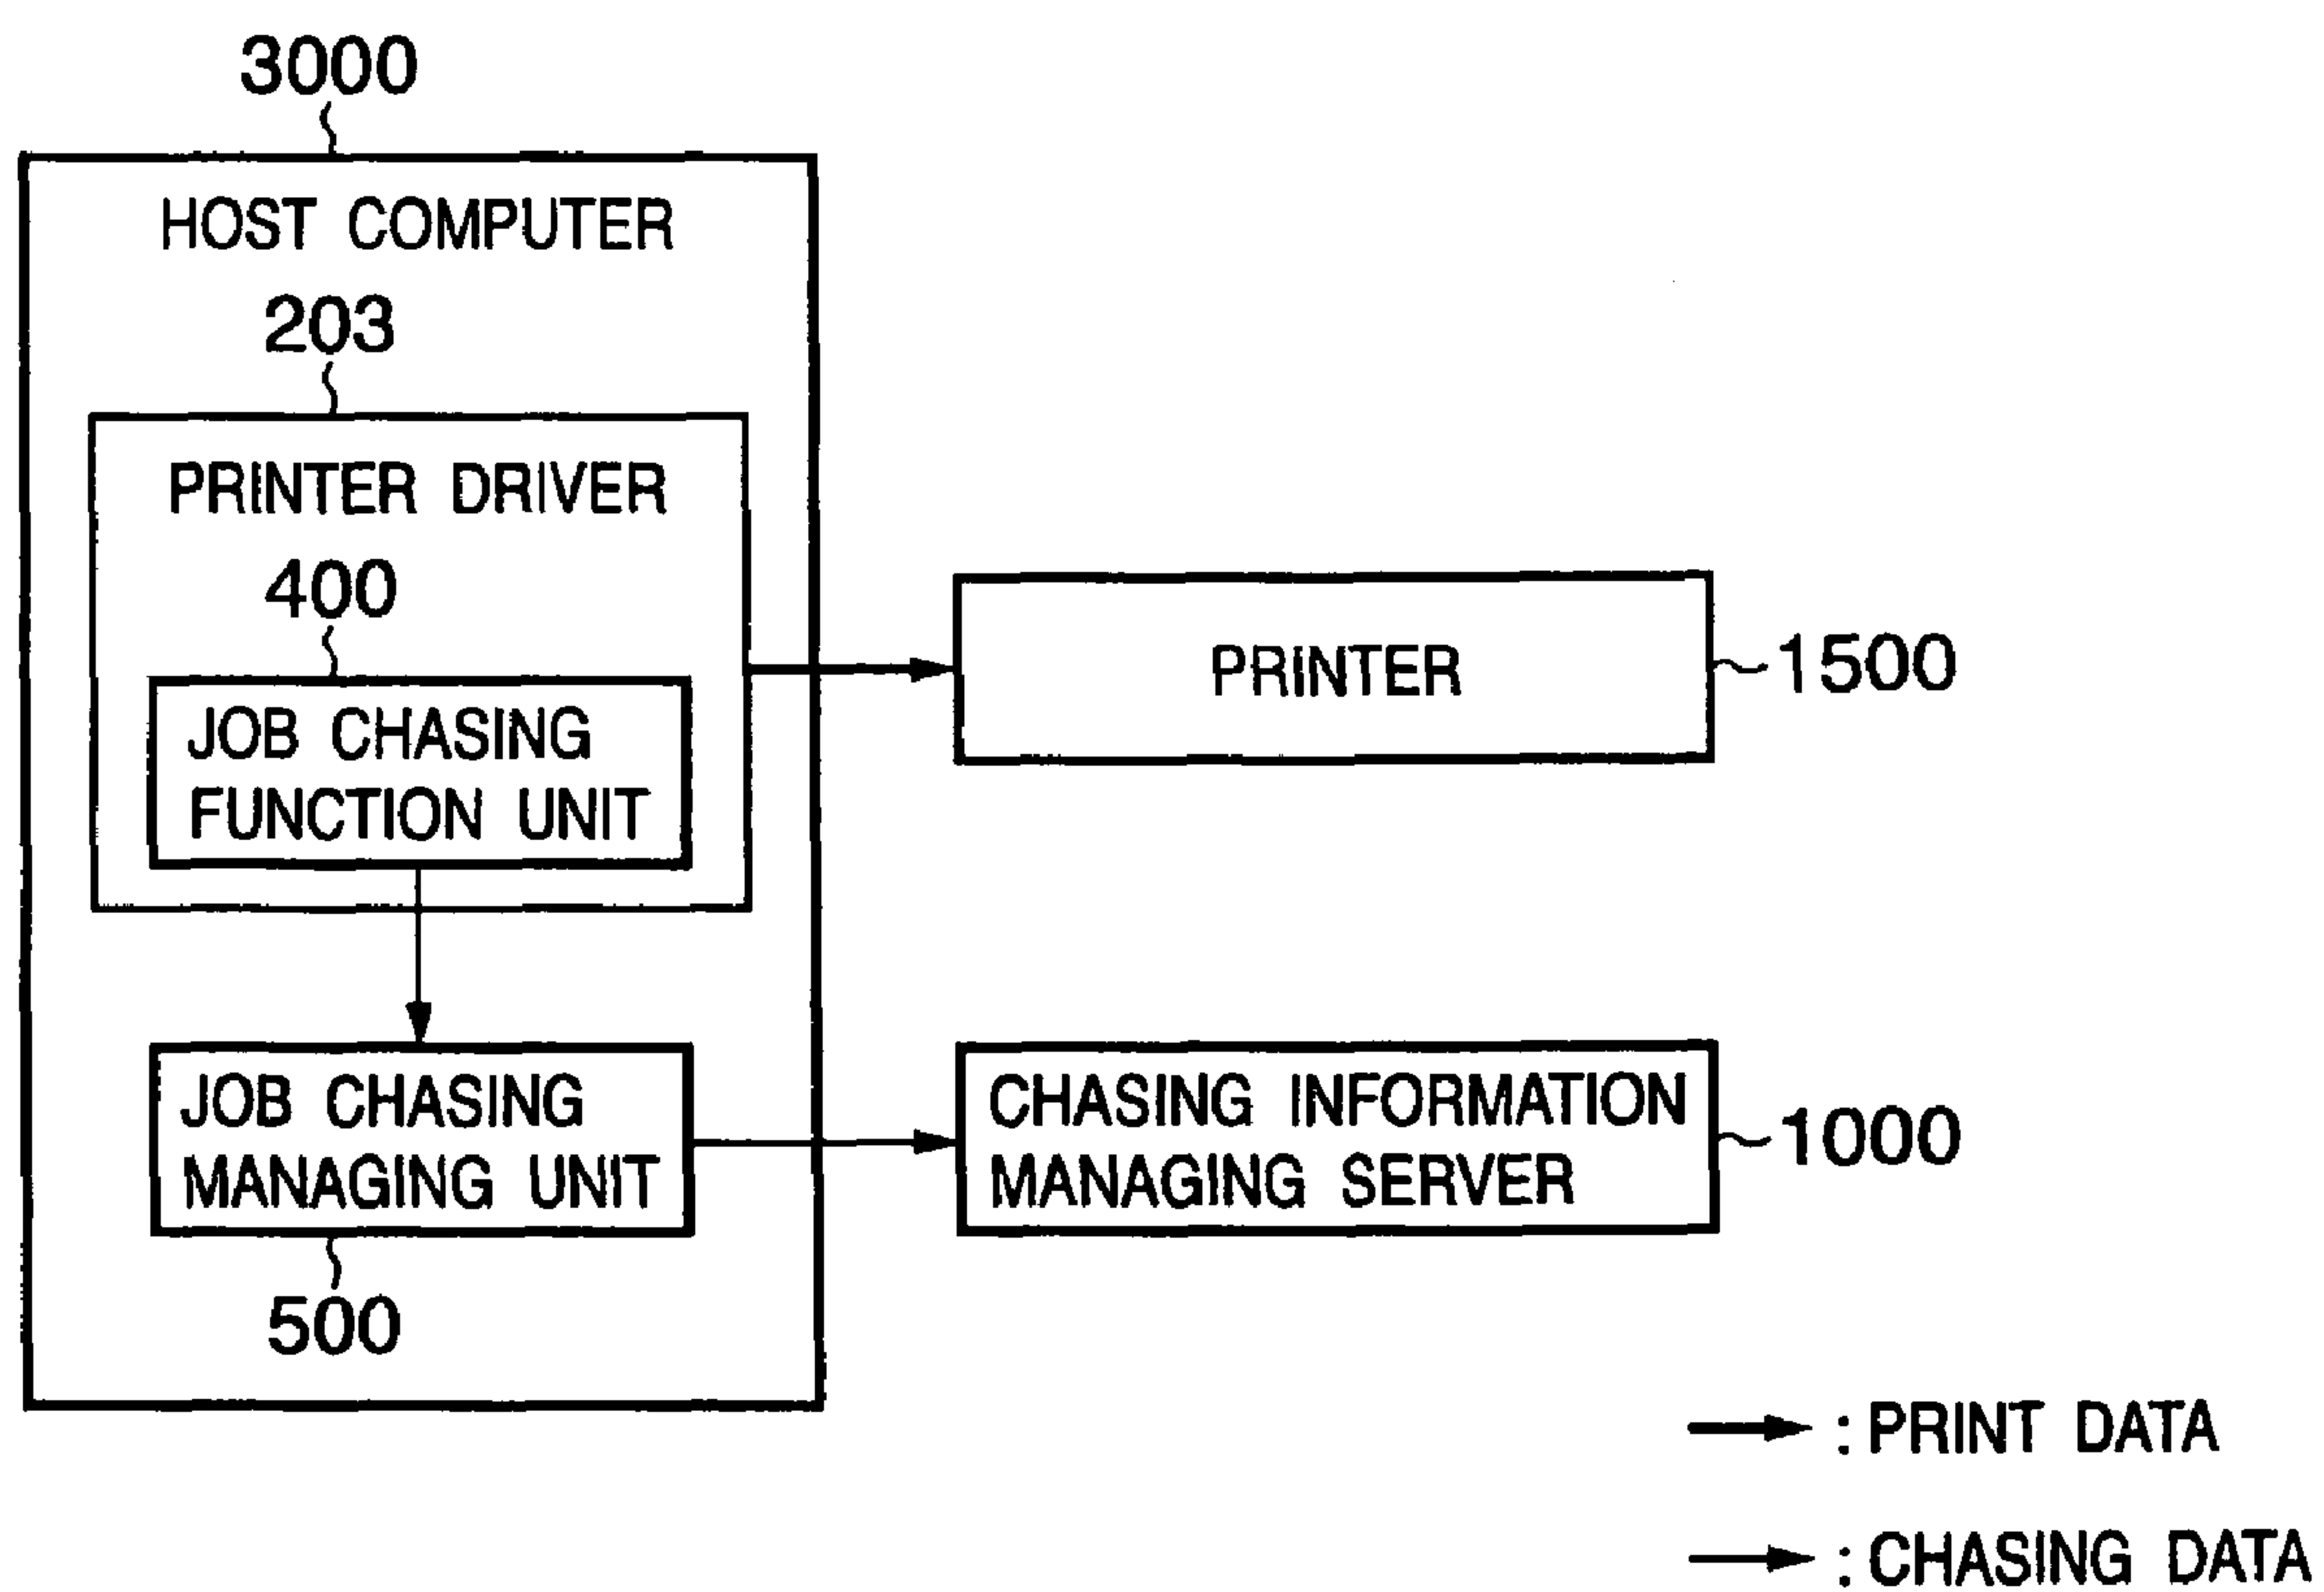 3000
HOST COMPUTER
203
PRINTER DRIVER
400
JOB CHASING
FUNCTION UNIT
PRINTER
1500
JOB CHASING
MANAGING UNIT
500
CHASING INFORMATION
MANAGING SERVER
1000
: PRINT DATA
: CHASING DATA